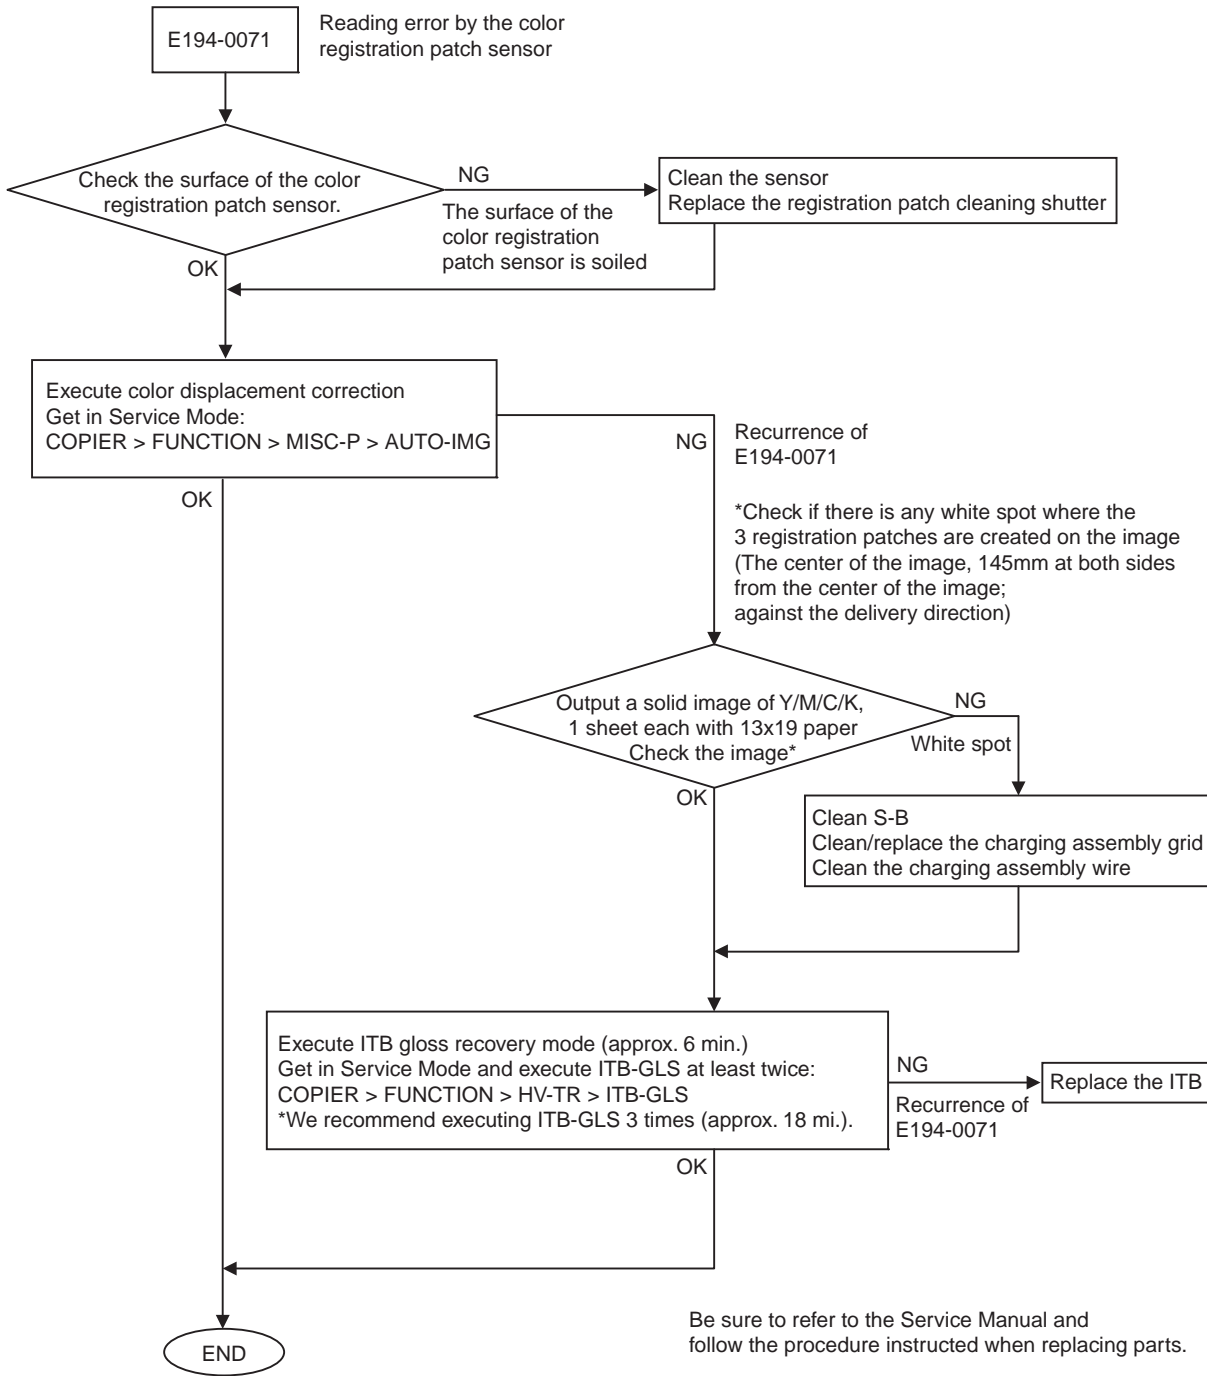 E194-0071
Reading error by the color
registration patch sensor
Check the surface of the color
registration patch sensor.
NG
The surface of the
color registration
patch sensor is soiled
Clean the sensor
Replace the registration patch cleaning shutter
OK
Execute color displacement correction
Get in Service Mode:
COPIER > FUNCTION > MISC-P > AUTO-IMG
NG
Recurrence of
E194-0071
OK
*Check if there is any white spot where the
3 registration patches are created on the image
(The center of the image, 145mm at both sides
from the center of the image;
against the delivery direction)
Output a solid image of Y/M/C/K,
1 sheet each with 13x19 paper
Check the image*
NG
White spot
OK
Clean S-B
Clean/replace the charging assembly grid
Clean the charging assembly wire
Execute ITB gloss recovery mode (approx. 6 min.)
Get in Service Mode and execute ITB-GLS at least twice:
COPIER > FUNCTION > HV-TR > ITB-GLS
*We recommend executing ITB-GLS 3 times (approx. 18 mi.).
NG
Recurrence of
E194-0071
Replace the ITB
OK
Be sure to refer to the Service Manual and
follow the procedure instructed when replacing parts.
END